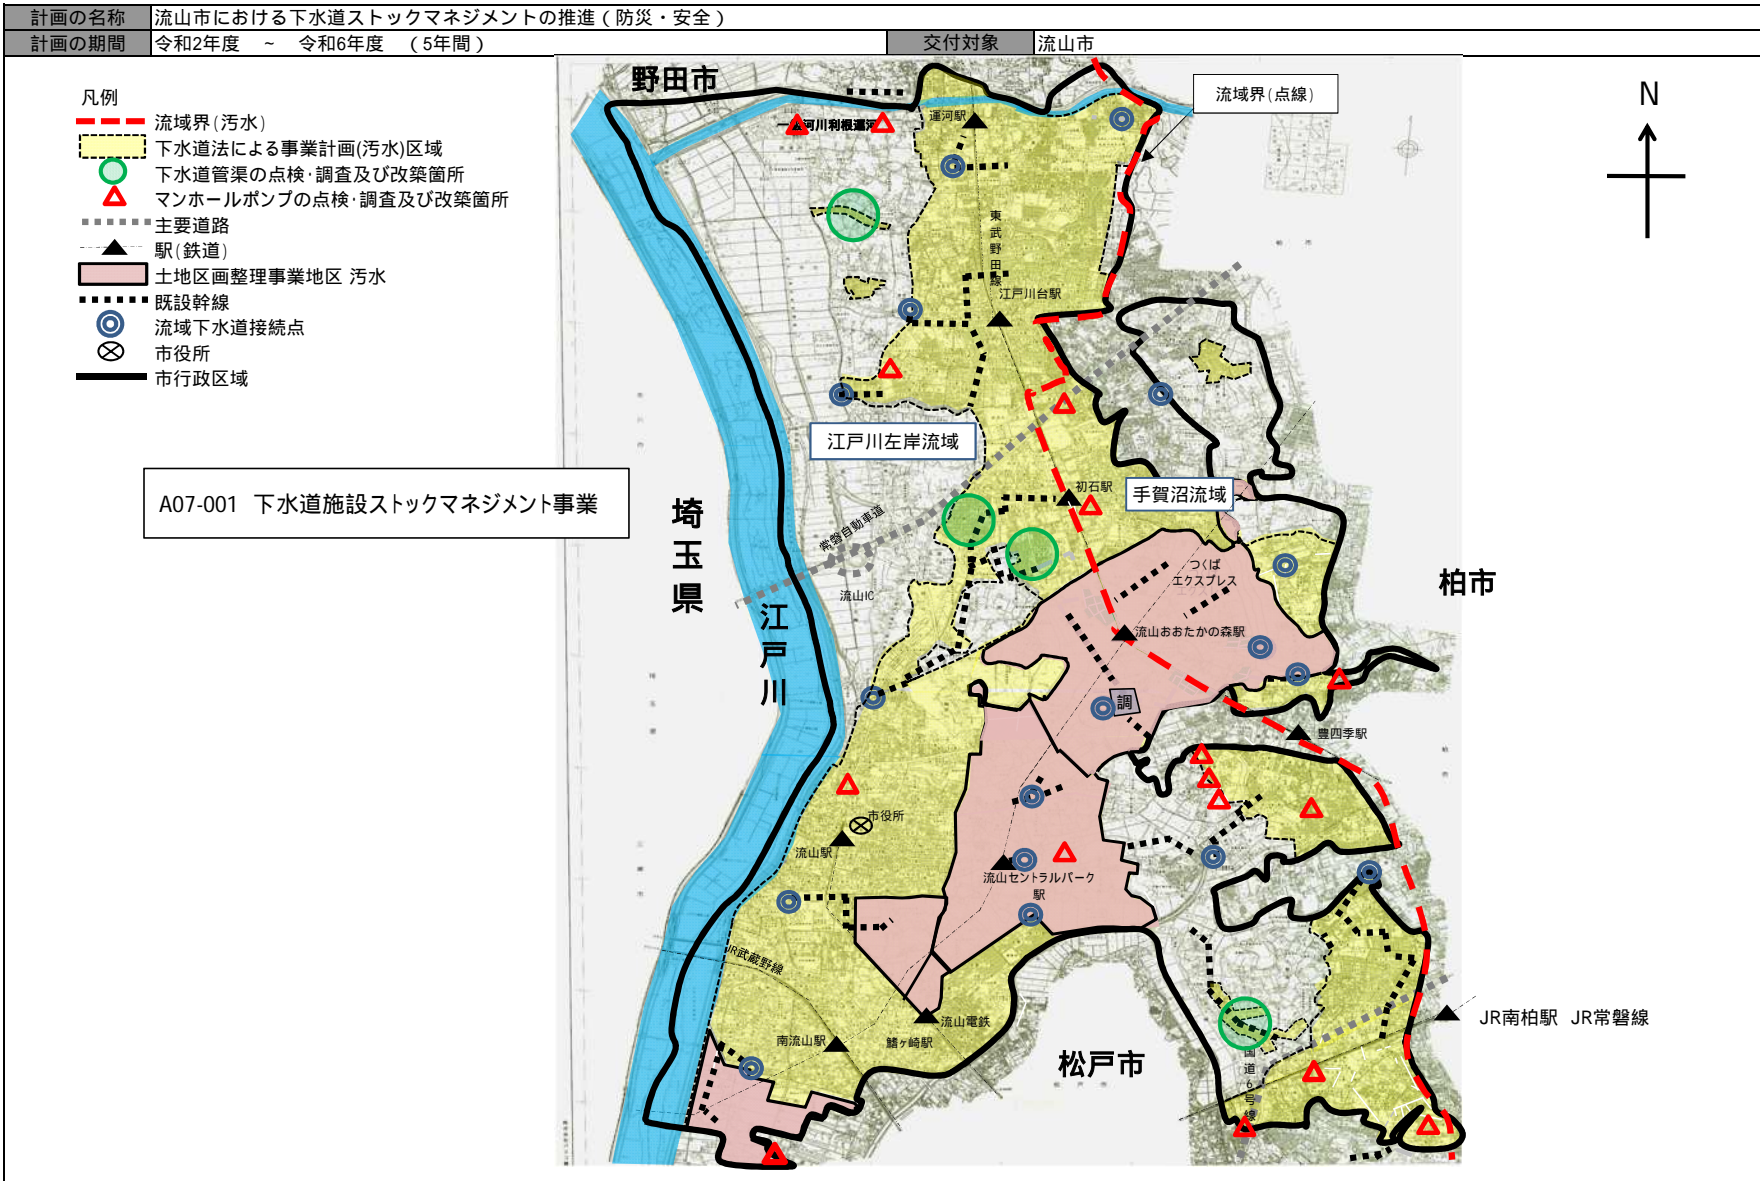 計画の名称 流山市における下水道ストックマネジメントの推進（防災・安全）
計画の期間 令和2年度 ～ 令和6年度 （5年間） 交付対象 流山市
凡例
流域界(汚水)
下水道法による事業計画(汚水)区域
下水道管渠の点検･調査及び改築箇所
マンホールポンプの点検･調査及び改築箇所
主要道路
駅(鉄道)
土地区画整理事業地区 汚水
既設幹線
流域下水道接続点
市役所
市行政区域
A07-001 下水道施設ストックマネジメント事業
野田市
流域界(点線)
N
河川利根運河
運河駅
東武野田線
江戸川台駅
江戸川左岸流域
初石駅
手賀沼流域
埼玉県
常磐自動車道
流山IC
江戸川
つくば
エクスプレス
柏市
流山おおたかの森駅
調
豊四季駅
市役所
流山駅
流山セントラルパーク
駅
JR武蔵野線
流山電鉄
南流山駅
鰭ヶ崎駅
松戸市
国道6号線
JR南柏駅 JR常磐線